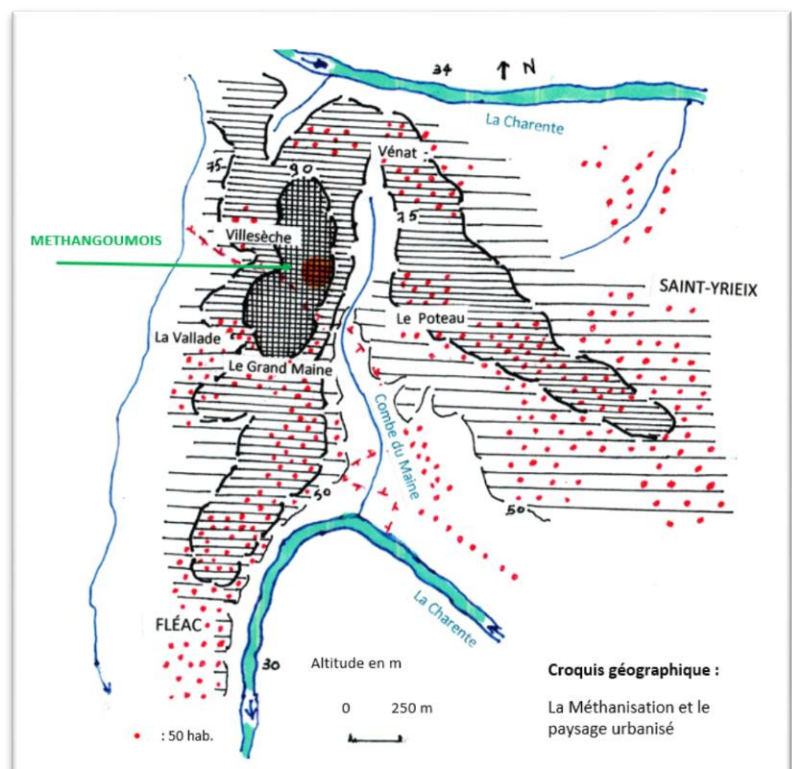 34
N
La Charente
Vénat
75
90
75
Villesèche
METHANGOUMOIS
SAINT-YRIEIX
Le Poteau
La Vallade
Le Grand Maine
Combe du Maine
50
50
La Charente
FLÉAC
30
Altitude en m
0 250 m
: 50 hab.
Croquis géographique :
La Méthanisation et le
paysage urbanisé